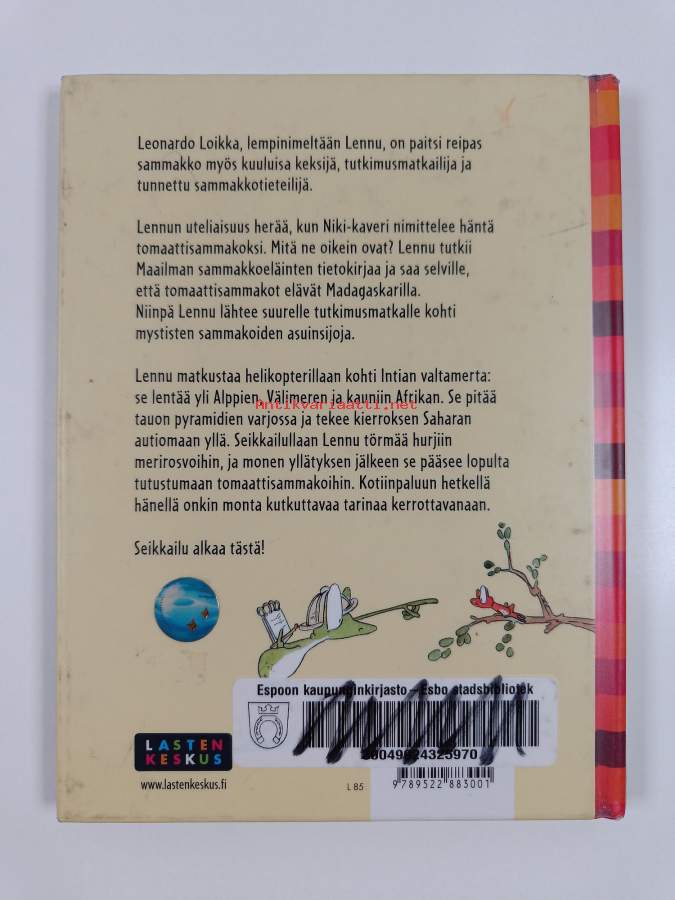 Leonardo Loikka, lempinimeltään Lennu, on paitsi reipas
sammakko myös kuuluisa keksijä, tutkimusmatkailija ja
tunnettu sammakkotieteilijä.
Lennun uteliaisuus herää, kun Niki-kaveri nimittelee häntä
tomaattisammakoksi. Mitä ne oikein ovat? Lennu tutkii
Maailman sammakkoeläinten tietokirjaa ja saa selville,
että tomaattisammakot elävät Madagaskarilla.
Niinpä Lennu lähtee suurelle tutkimusmatkalle kohti
mystisten sammakoiden asuinsijoja.
Lennu matkustaa helikopterillaan kohti Intian valtamerta:
se lentää yli Alppien, Välimeren ja kauniin Afrikan. Se pitää
Antikvariaatti.net
tauon pyramidien varjossa ja tekee kierroksen Saharan
autiomaan yllä. Seikkailullaan Lennu törmää hurjiin
merirosvoihin, ja monen yllätyksen jälkeen se pääsee lopulta
tutustumaan tomaattisammakoihin. Kotiinpaluun hetkellä
hänellä onkin monta kutkuttavaa tarinaa kerrottavanaan.
Seikkailu alkaa tästä!
Espoon kaupunginkirjasto – Esbo stadsbibliotek
LASTEN
KESKUS
www.lastenkeskus.fi
L 85
9 789522 883001